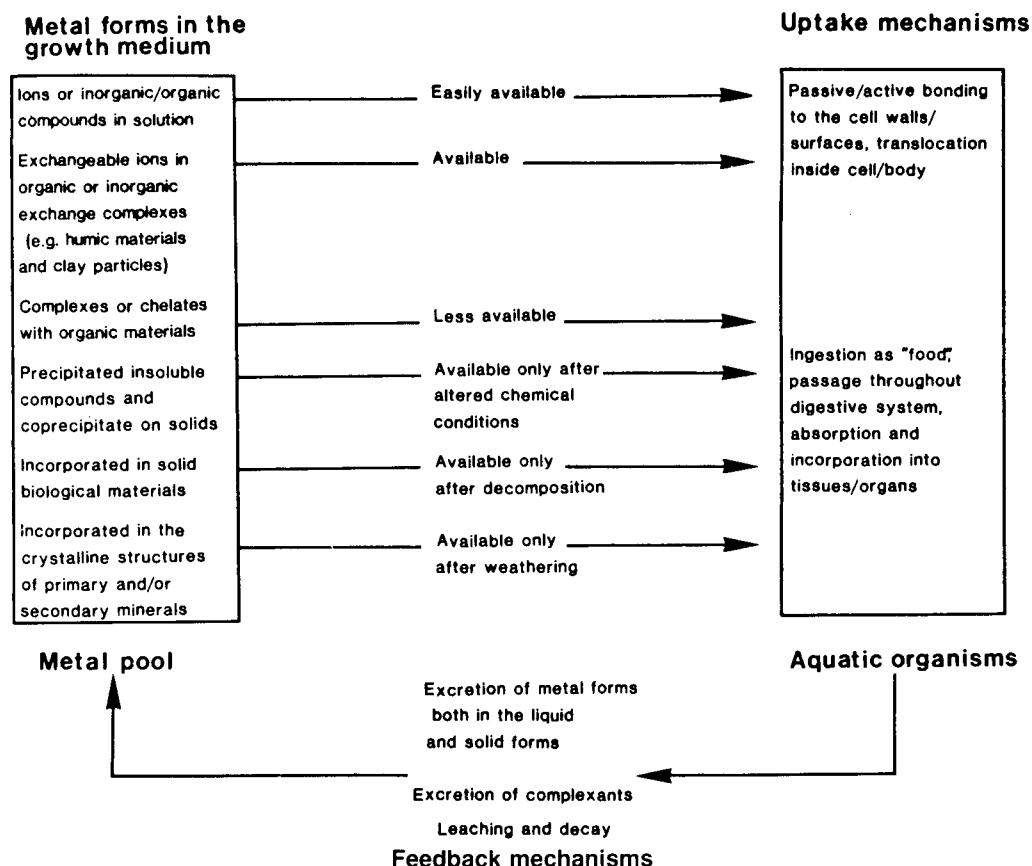 Metal forms in the
growth medium
Uptake mechanisms
Ions or inorganic/organic
compounds in solution
Exchangeable ions in
organic or inorganic
exchange complexes
(e.g. humic materials
and clay particles)
Complexes or chelates
with organic materials
Precipitated insoluble
compounds and
coprecipitate on solids
Incorporated in solid
biological materials
Incorporated in the
crystalline structures
of primary and/or
secondary minerals
Easily available
Available
Less available
Available only after
altered chemical
conditions
Available only
after decomposition
Available only
after weathering
Passive/active bonding
to the cell walls/
surfaces, translocation
inside cell/body
Ingestion as "food",
passage throughout
digestive system,
absorption and
incorporation into
tissues/organs
Metal pool
Aquatic organisms
Excretion of metal forms
both in the liquid
and solid forms
Excretion of complexants
Leaching and decay
Feedback mechanisms